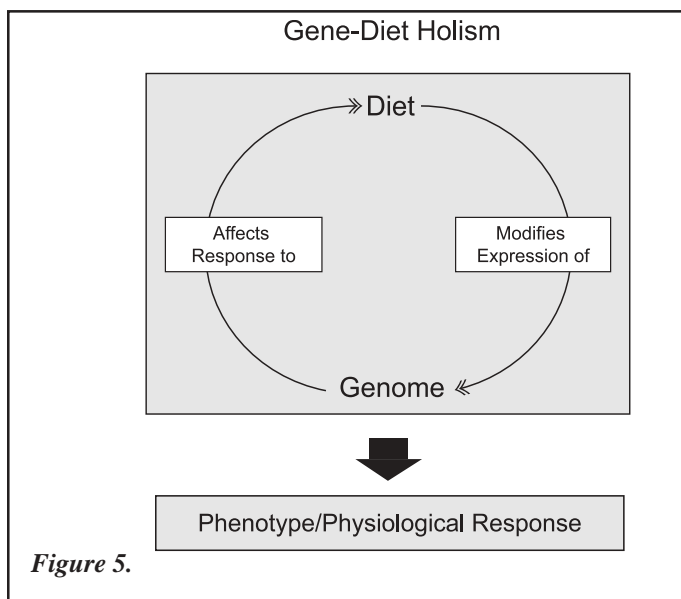 Gene-Diet Holism
Diet
Affects
Response to
Modifies
Expression of
Genome
Phenotype/Physiological Response
Figure 5.